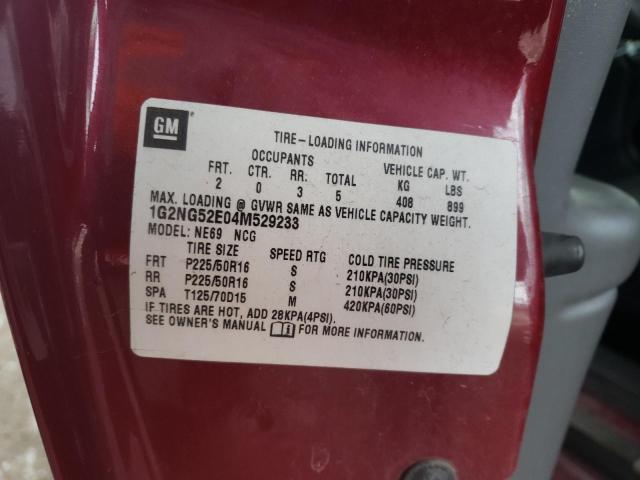 GM
TIRE-LOADING INFORMATION
OCCUPANTS VEHICLE CAP. WT.
FRT. CTR. RR. TOTAL KG LBS
2 0 3 5 408 899
MAX. LOADING @ GVWR SAME AS VEHICLE CAPACITY WEIGHT.
1G2NG52E04M529233
MODEL: NE69 NCG
TIRE SIZE SPEED RTG COLD TIRE PRESSURE
FRT P225/50R16 S 210KPA(30PSI)
RR P225/50R16 S 210KPA(30PSI)
SPA T125/70D15 M 420KPA(60PSI)
IF TIRES ARE HOT, ADD 28KPA(4PSI).
SEE OWNER'S MANUAL i FOR MORE INFORMATION.